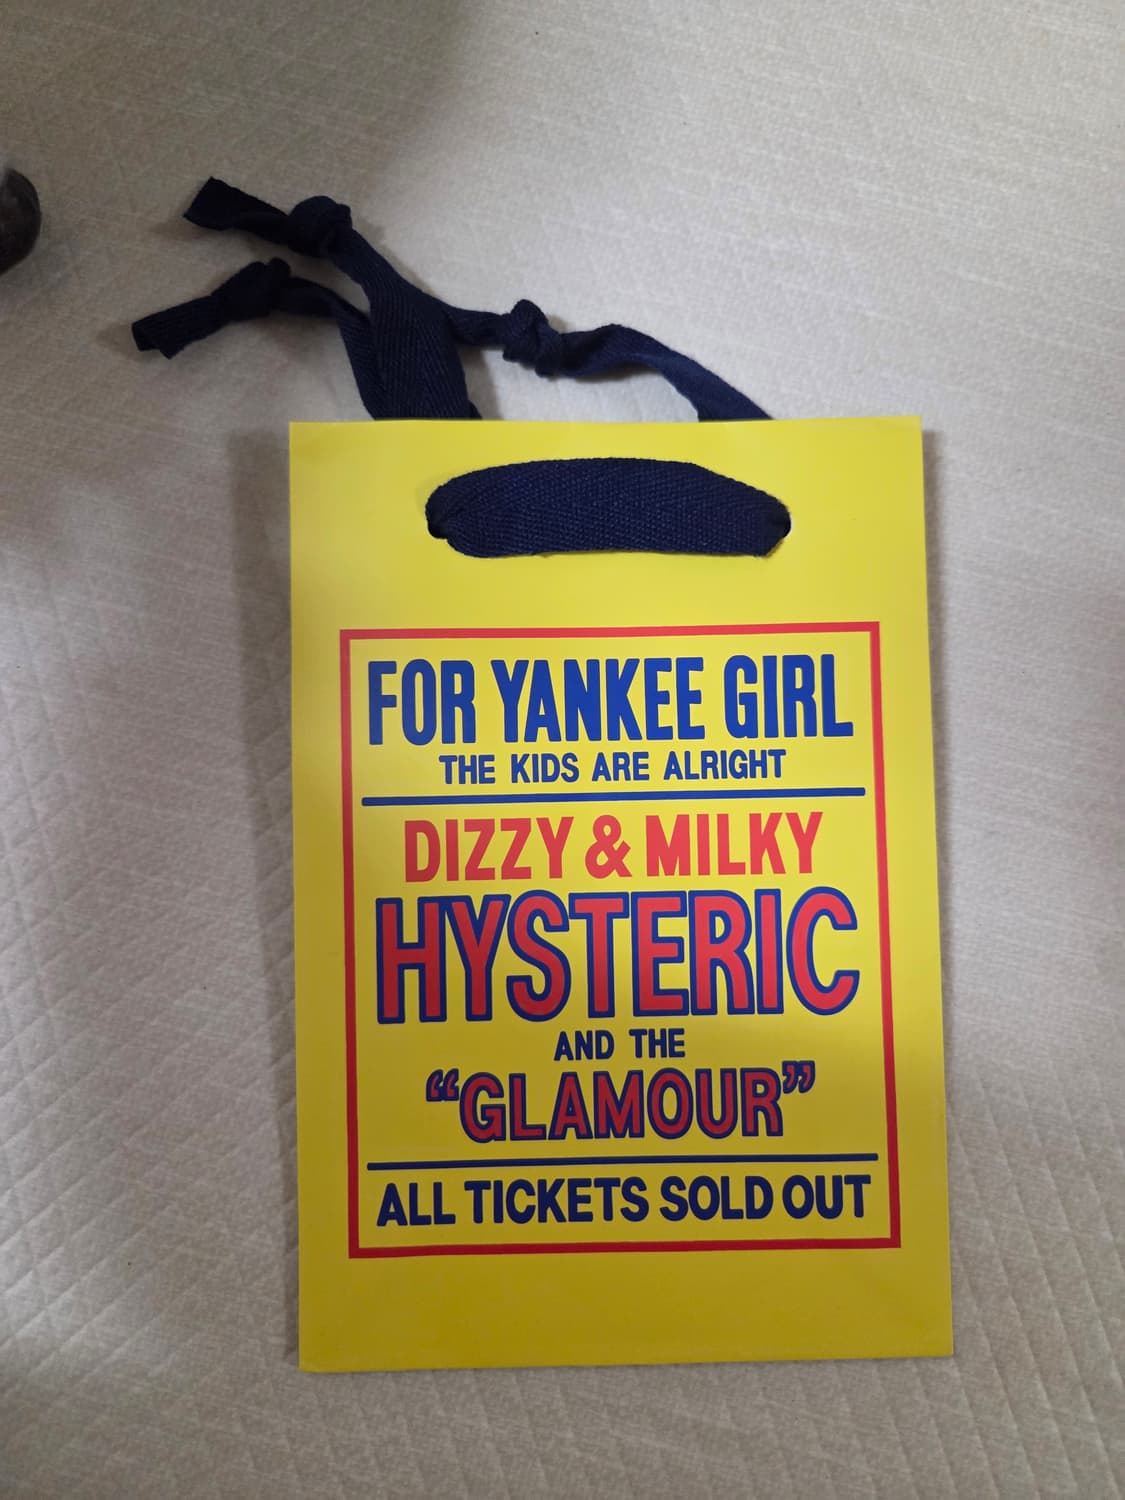 FOR YANKEE GIRL
THE KIDS ARE ALRIGHT
DIZZY & MILKY
HYSTERIC
AND THE
“GLAMOUR”
ALL TICKETS SOLD OUT